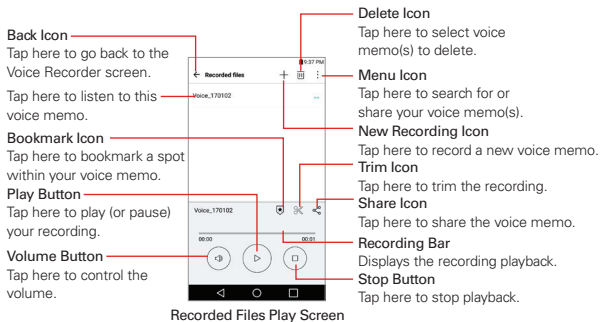 Back Icon
Tap here to go back to the
Voice Recorder screen.
Tap here to listen to this
voice memo.
Bookmark Icon
Tap here to bookmark a spot
within your voice memo.
Play Button
Tap here to play (or pause)
your recording.
Volume Button
Tap here to control the
volume.
9:37 PM
Recorded files
Voice_170102
Voice_170102
00:00
00:01
Delete Icon
Tap here to select voice
memo(s) to delete.
Menu Icon
Tap here to search for or
share your voice memo(s).
New Recording Icon
Tap here to record a new voice memo.
Trim Icon
Tap here to trim the recording.
Share Icon
Tap here to share the voice memo.
Recording Bar
Displays the recording playback.
Stop Button
Tap here to stop playback.
Recorded Files Play Screen